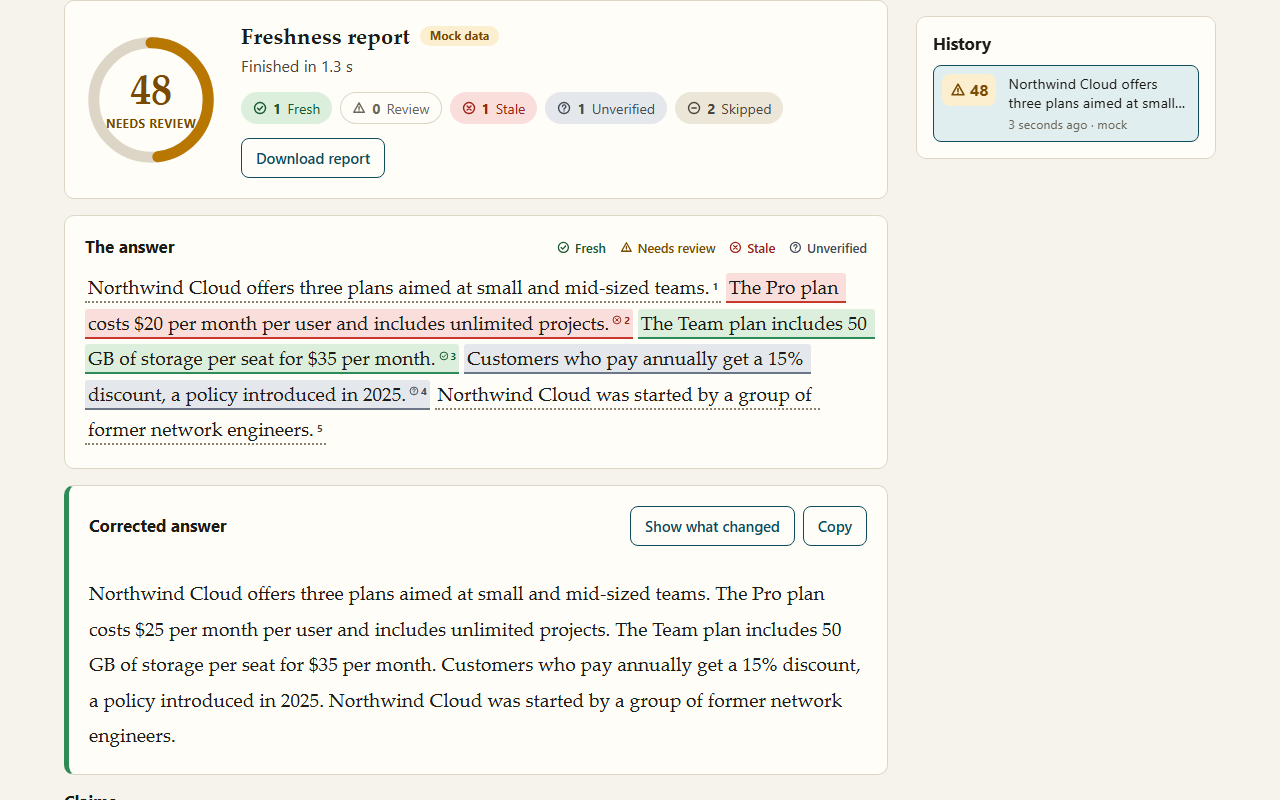 48
NEEDS REVIEW
Freshness report
Mock data
Finished in 1.3 s
1 Fresh
0 Review
1 Stale
1 Unverified
2 Skipped
Download report
History
48
Northwind Cloud offers
three plans aimed at small...
3 seconds ago · mock
The answer
Fresh
Needs review
Stale
Unverified
Northwind Cloud offers three plans aimed at small and mid-sized teams. 1 The Pro plan
costs $20 per month per user and includes unlimited projects. 2 The Team plan includes 50
GB of storage per seat for $35 per month. 3 Customers who pay annually get a 15%
discount, a policy introduced in 2025. 4 Northwind Cloud was started by a group of
former network engineers. 5
Corrected answer
Show what changed
Copy
Northwind Cloud offers three plans aimed at small and mid-sized teams. The Pro plan
costs $25 per month per user and includes unlimited projects. The Team plan includes 50
GB of storage per seat for $35 per month. Customers who pay annually get a 15% discount,
a policy introduced in 2025. Northwind Cloud was started by a group of former network
engineers.
Claims